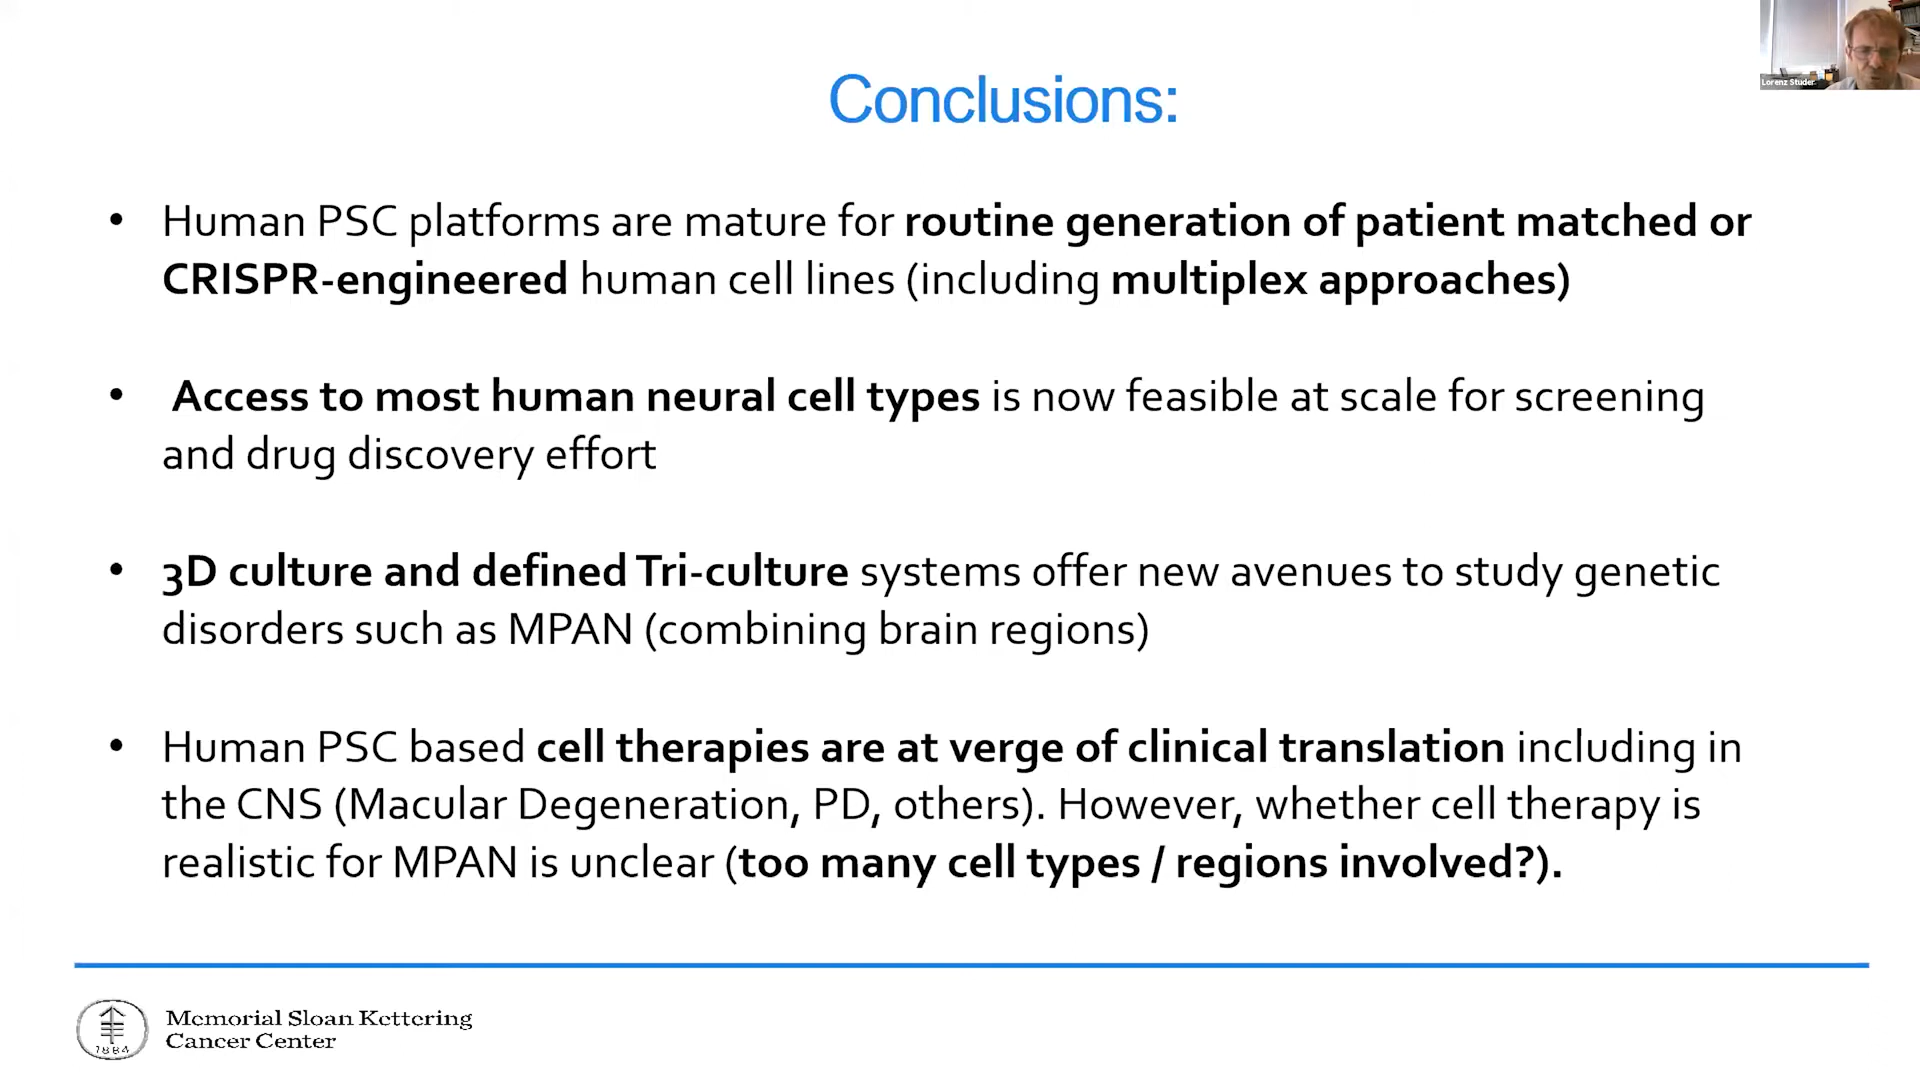 Lorenz Studer
Conclusions:
• Human PSC platforms are mature for routine generation of patient matched or
CRISPR-engineered human cell lines (including multiplex approaches)
• Access to most human neural cell types is now feasible at scale for screening
and drug discovery effort
• 3D culture and defined Tri-culture systems offer new avenues to study genetic
disorders such as MPAN (combining brain regions)
• Human PSC based cell therapies are at verge of clinical translation including in
the CNS (Macular Degeneration, PD, others). However, whether cell therapy is
realistic for MPAN is unclear (too many cell types / regions involved?).
1884
Memorial Sloan Kettering
Cancer Center